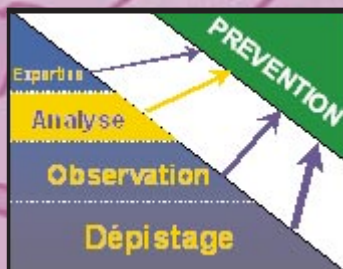 PREVENTION
Expertise
Analyse
Observation
Dépistage